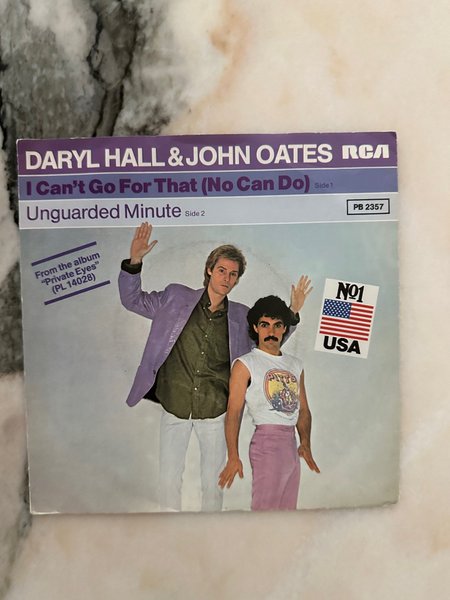 DARYL HALL & JOHN OATES RCA
I Can't Go For That (No Can Do) Side 1
Unguarded Minute Side 2
PB 2357
From the album
"Private Eyes"
(PL 14028)
No1
USA